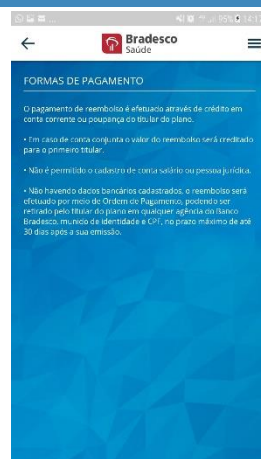 95% 14:17
Bradesco
Saúde
FORMAS DE PAGAMENTO
O pagamento de reembolso é efetuado através de crédito em
conta corrente ou poupança do titular do plano.
• Em caso de conta conjunta o valor do reembolso será creditado
para o primeiro titular.
• Não é permitido o cadastro de conta salário ou pessoa jurídica.
• Não havendo dados bancários cadastrados, o reembolso será
efetuado por meio de Ordem de Pagamento, podendo ser
retirado pelo titular do plano em qualquer agência do Banco
Bradesco, munido de identidade e CPF, no prazo máximo de até
30 dias após a sua emissão.